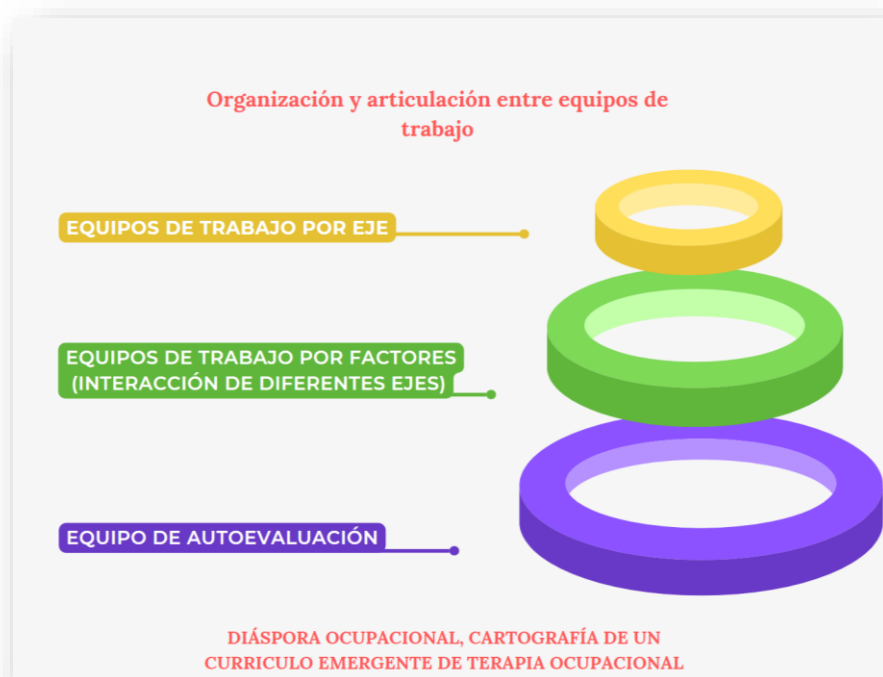 Organización y articulación entre equipos de
trabajo
EQUIPOS DE TRABAJO POR EJE
EQUIPOS DE TRABAJO POR FACTORES
(INTERACCIÓN DE DIFERENTES EJES)
EQUIPO DE AUTOEVALUACIÓN
DIÁSPORA OCUPACIONAL, CARTOGRAFÍA DE UN
CURRICULO EMERGENTE DE TERAPIA OCUPACIONAL